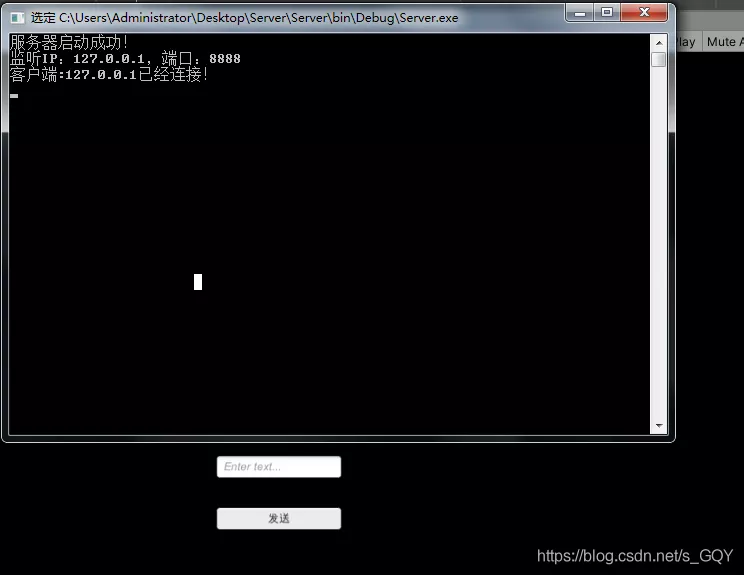 选定 C:\Users\Administrator\Desktop\Server\Server\bin\Debug\Server.exe
服务器启动成功！
监听IP：127.0.0.1，端口：8888
客户端:127.0.0.1已经连接！
Mute A
Enter text...
发送
https://blog.csdn.net/s_GQY